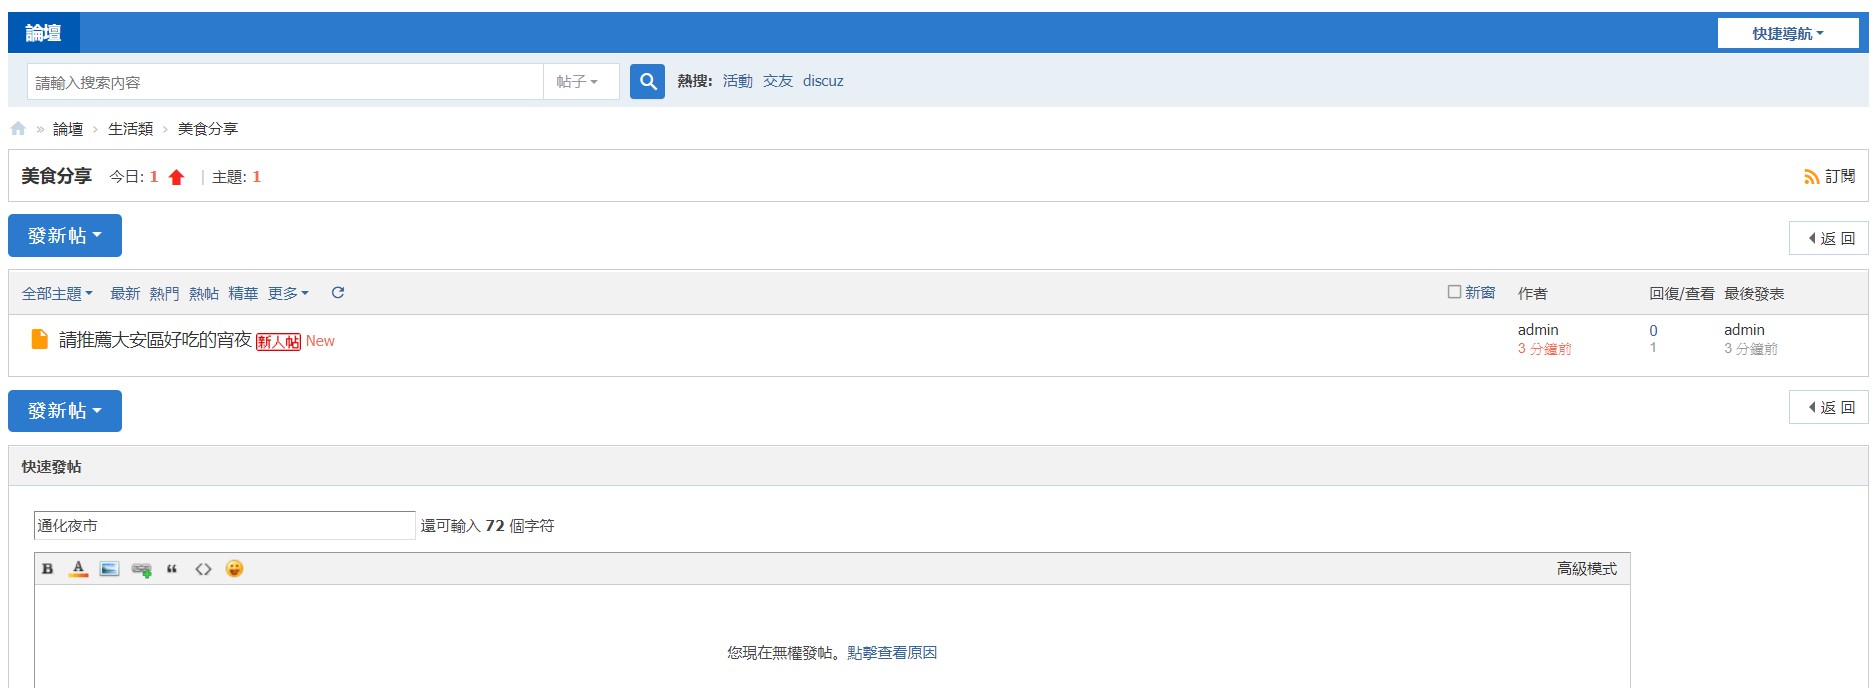 論壇 快捷導航
請輸入搜索內容 帖子 熱搜: 活動 交友 discuz
» 論壇 › 生活類 › 美食分享
美食分享 今日: 1 | 主題: 1 訂閱
發新帖 返 回
全部主題 最新 熱門 熱帖 精華 更多 新窗 作者 回復/查看 最後發表
請推薦大安區好吃的宵夜 新人帖 New admin 0 admin
3 分鐘前 1 3 分鐘前
發新帖 返 回
快速發帖
通化夜市 還可輸入 72 個字符
B A “ <> 高級模式
您現在無權發帖。點擊查看原因